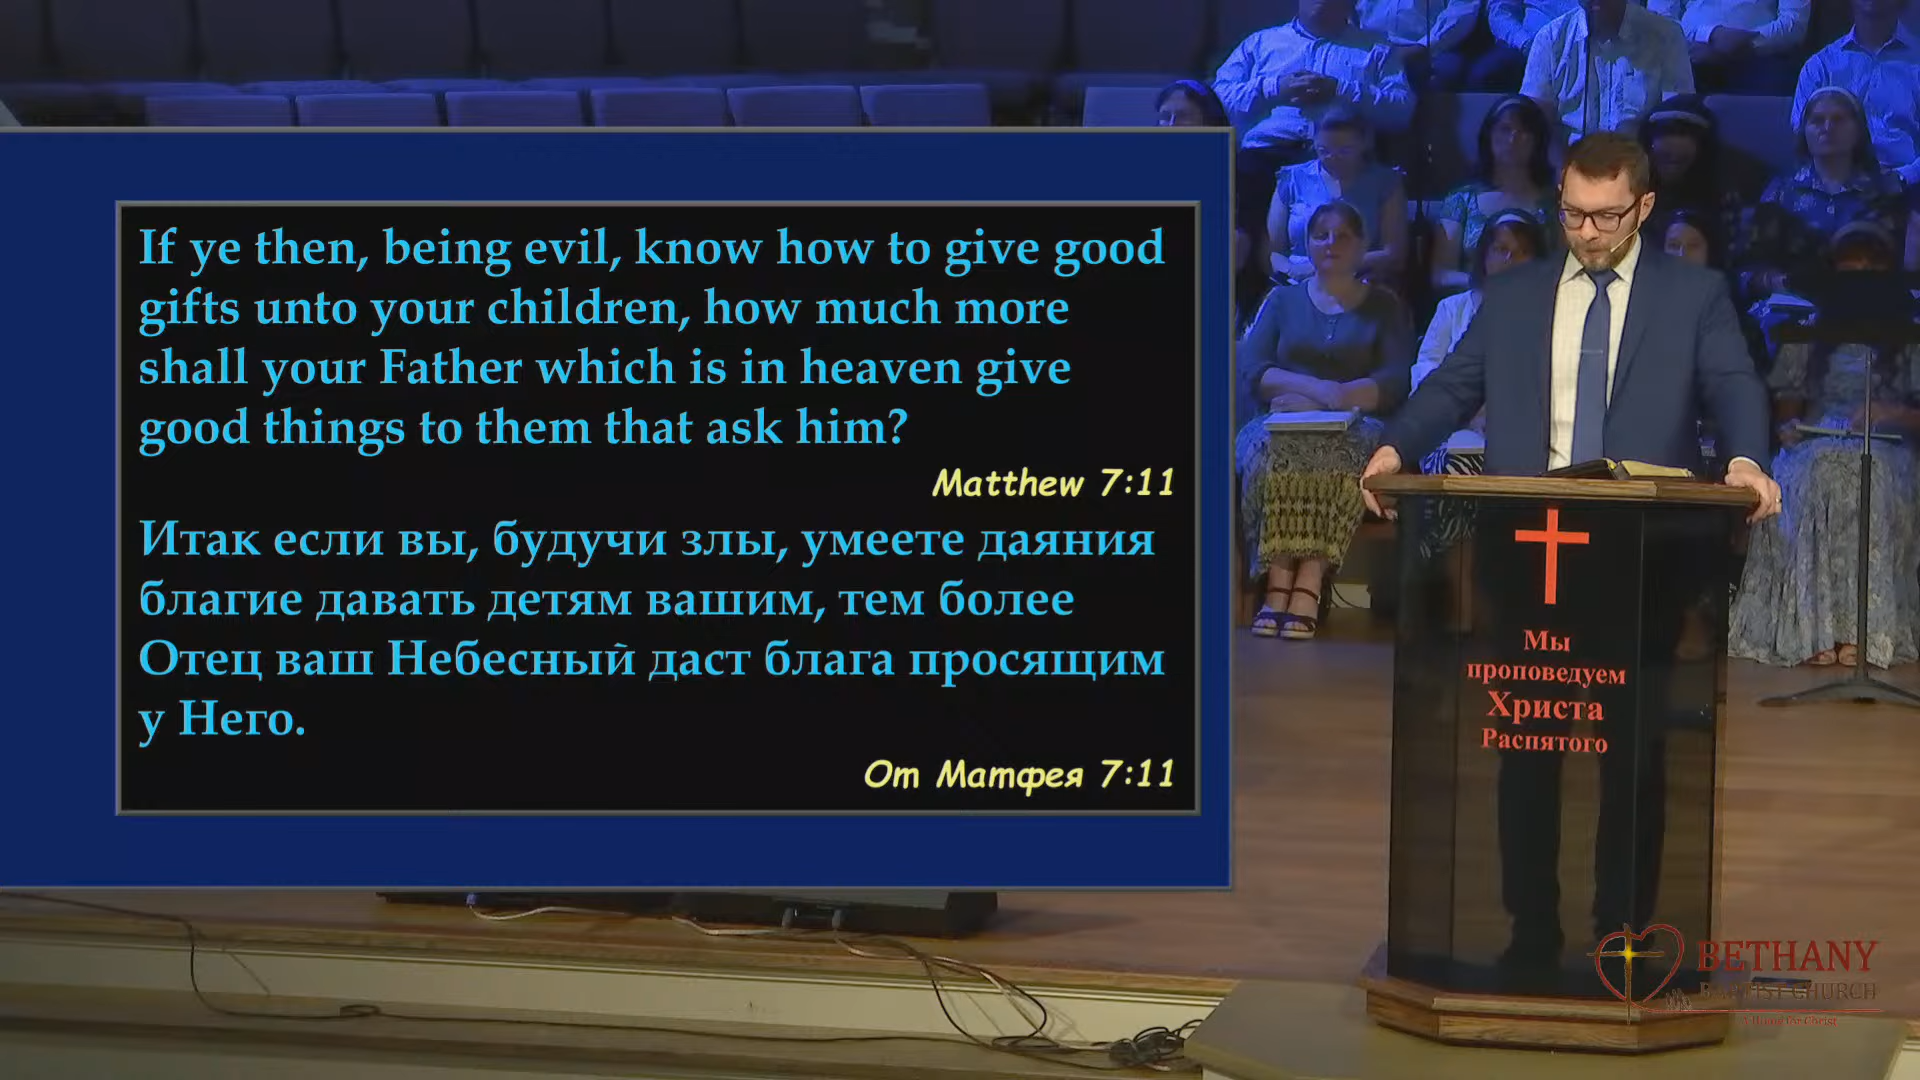 If ye then, being evil, know how to give good
gifts unto your children, how much more
shall your Father which is in heaven give
good things to them that ask him?
Matthew 7:11
Итак если вы, будучи злы, умеете даяния
благие давать детям вашим, тем более
Отец ваш Небесный даст блага просящим
у Него.
От Матфея 7:11
Мы
проповедуем
Христа
Распятого
BETHANY
BAPTIST CHURCH